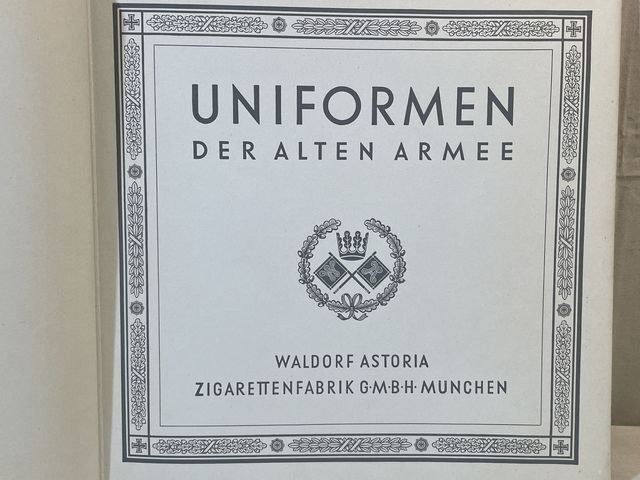 UNIFORMEN
DER ALTEN ARMEE
WALDORF ASTORIA
ZIGARETTENFABRIK G·M·B·H· MÜNCHEN